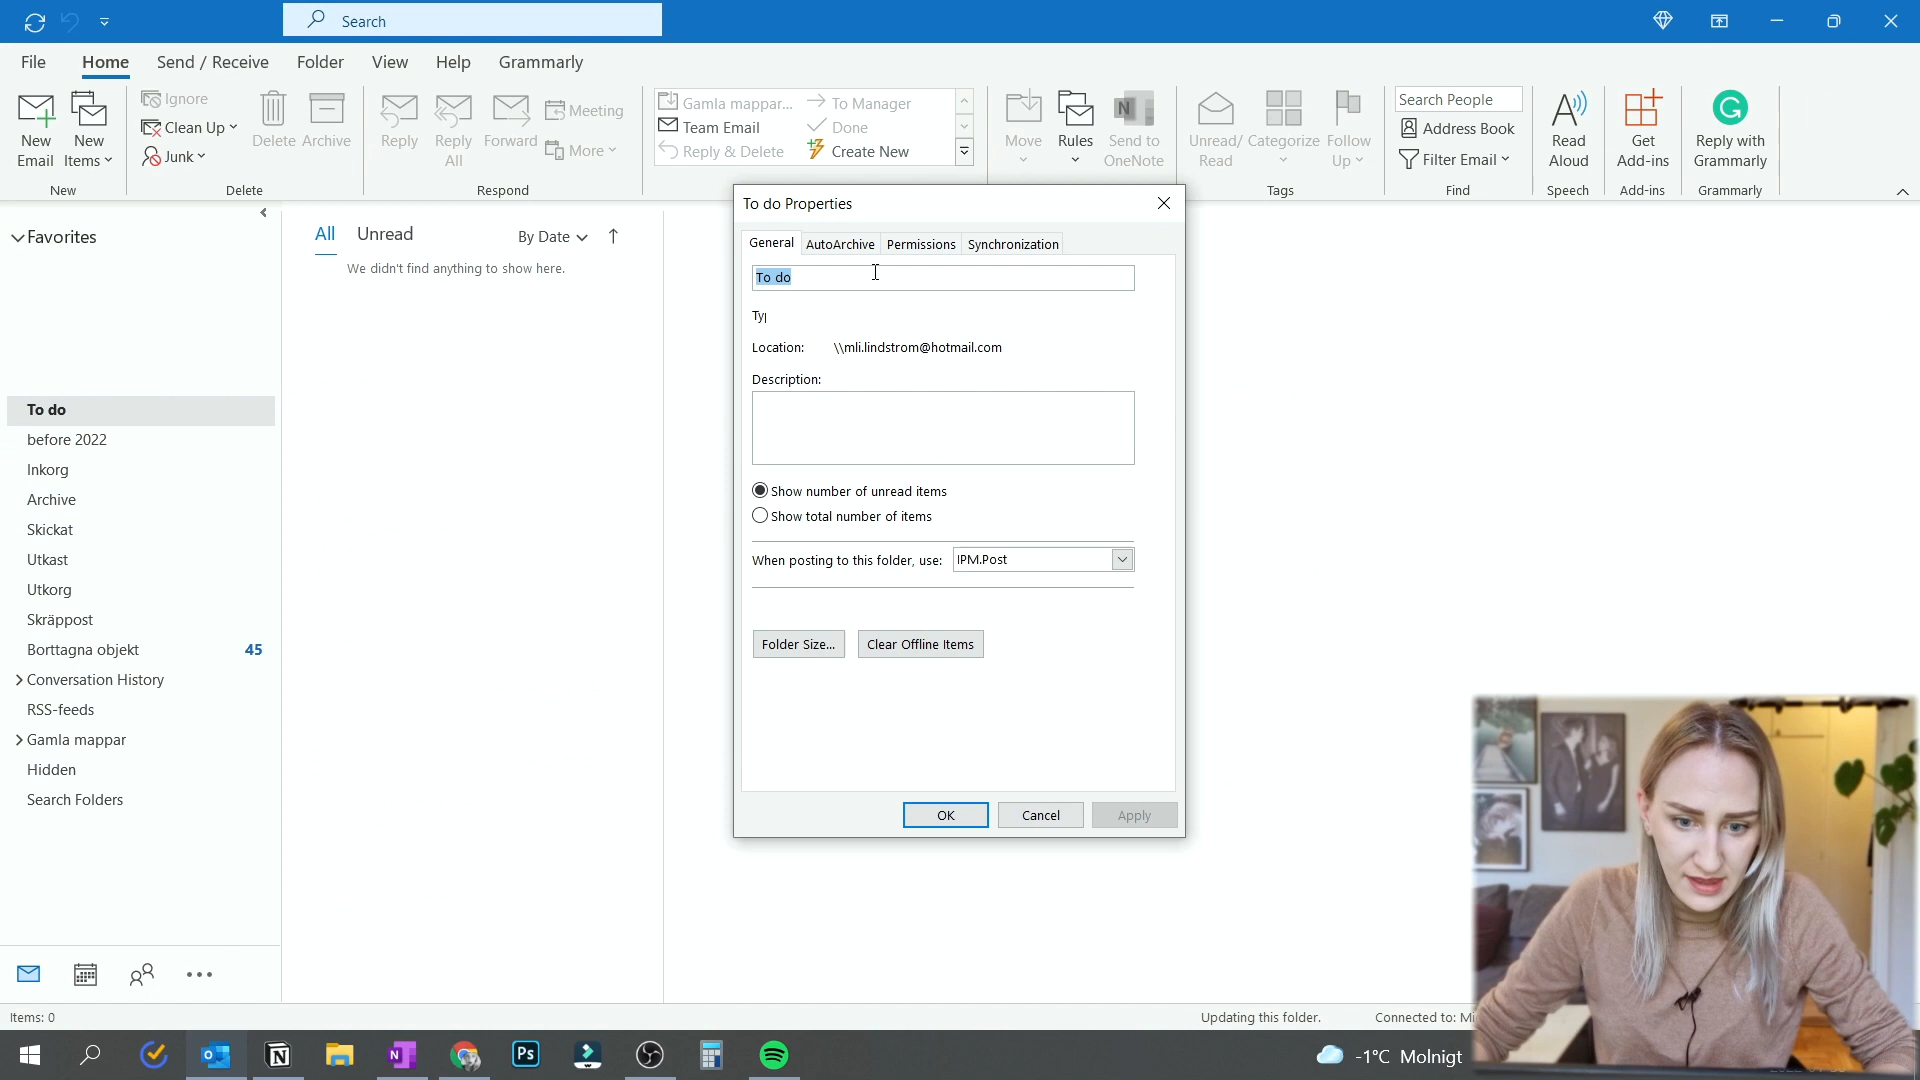 Search
File Home Send / Receive Folder View Help Grammarly
New Email
New Items
New
Ignore
Clean Up
Junk
Delete
Archive
Delete
Reply
Reply All
Forward
Meeting
More
Respond
Gamla mappar...
Team Email
Reply & Delete
To Manager
Done
Create New
Move
Rules
Send to OneNote
Unread/ Read
Categorize
Follow Up
Tags
Search People
Address Book
Filter Email
Find
Read Aloud
Speech
Get Add-ins
Add-ins
Reply with Grammarly
Grammarly
Favorites
To do
before 2022
Inkorg
Archive
Skickat
Utkast
Utkorg
Skräppost
Borttagna objekt 45
Conversation History
RSS-feeds
Gamla mappar
Hidden
Search Folders
All Unread By Date
We didn't find anything to show here.
To do Properties
General AutoArchive Permissions Synchronization
To do
Location: \\mli.lindstrom@hotmail.com
Description:
Show number of unread items
Show total number of items
When posting to this folder, use: IPM.Post
Folder Size... Clear Offline Items
OK Cancel Apply
Items: 0
Updating this folder. Connected to:
Ps
-1°C Molnigt